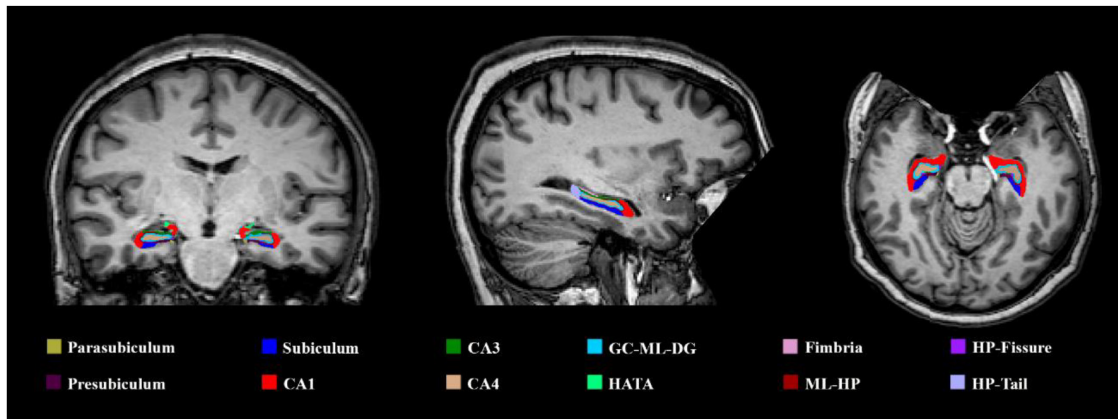 Parasubiculum Subiculum CA3 GC-ML-DG Fimbria HP-Fissure
Presubiculum CA1 CA4 HATA ML-HP HP-Tail